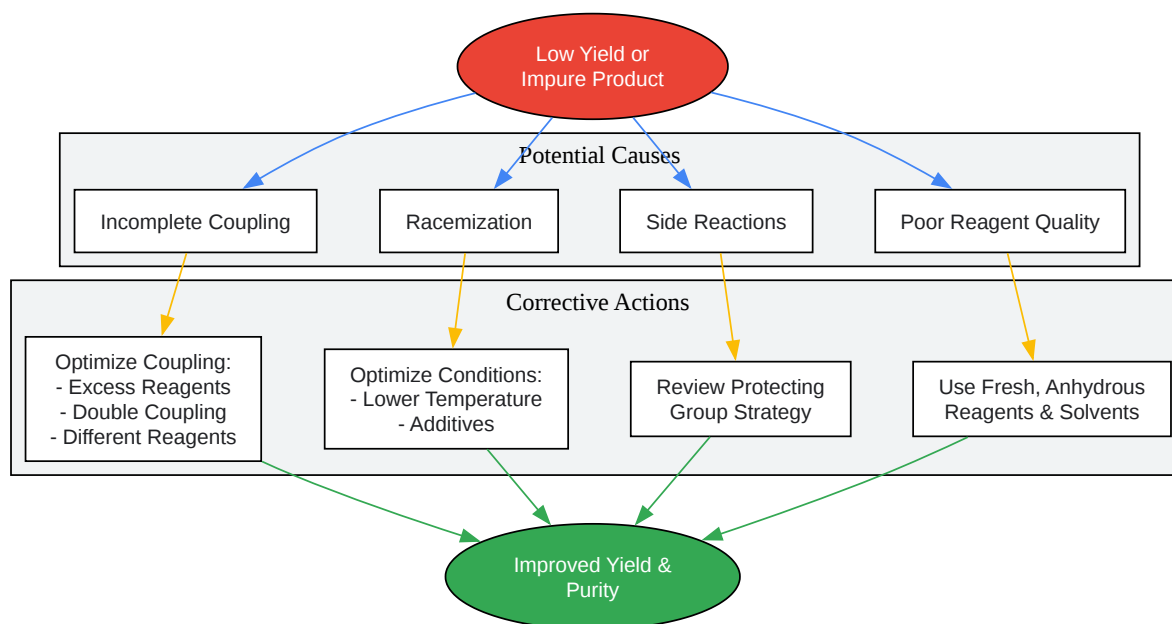 Low Yield or
Impure Product
Potential Causes
Incomplete Coupling
Racemization
Side Reactions
Poor Reagent Quality
Corrective Actions
Optimize Coupling:
- Excess Reagents
- Double Coupling
- Different Reagents
Optimize Conditions:
- Lower Temperature
- Additives
Review Protecting
Group Strategy
Use Fresh, Anhydrous
Reagents & Solvents
Improved Yield &
Purity